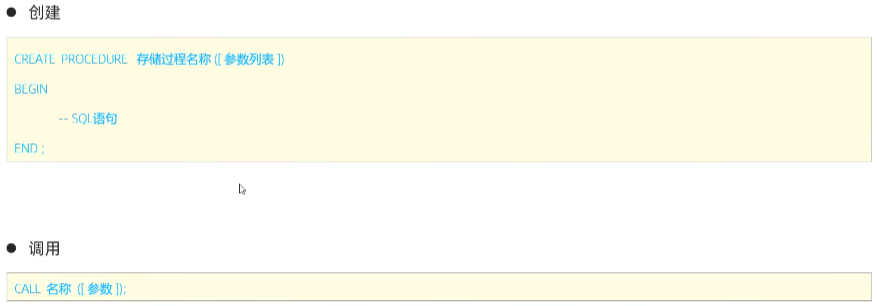 ● 创建
CREATE PROCEDURE 存储过程名称 ([ 参数列表 ])
BEGIN
-- SQL语句
END ;
● 调用
CALL 名称 ([ 参数 ]);